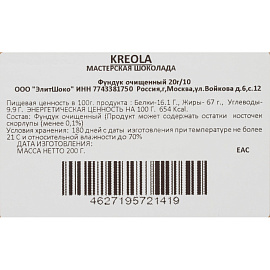 KREOLA
МАСТЕРСКАЯ ШОКОЛАДА
Фундук очищенный 20г/10
ООО "ЭлитШоко" ИНН 7743381750 Россия,г,Москва,ул.Войкова д.6,с.12
Пищевая ценность в 100г. продукта : Белки-16.1 Г., Жиры- 67 г., Углеводы-
9.9 Г. ЭНЕРГЕТИЧЕСКАЯ ЦЕННОСТЬ НА 100 Г. 654 Kcal.
Состав: Фундук очищенный (Продукт может содержать остатки косточек
скорлупы (менее 0,1%)
Условия хранения: 180 дней с даты изготовления при температуре не более
21 C и относительной влажности до 70%
ДАТА ИЗГОТОВЛЕНИЯ:
МАССА НЕТТО 200 Г.
EAC
4627195721419